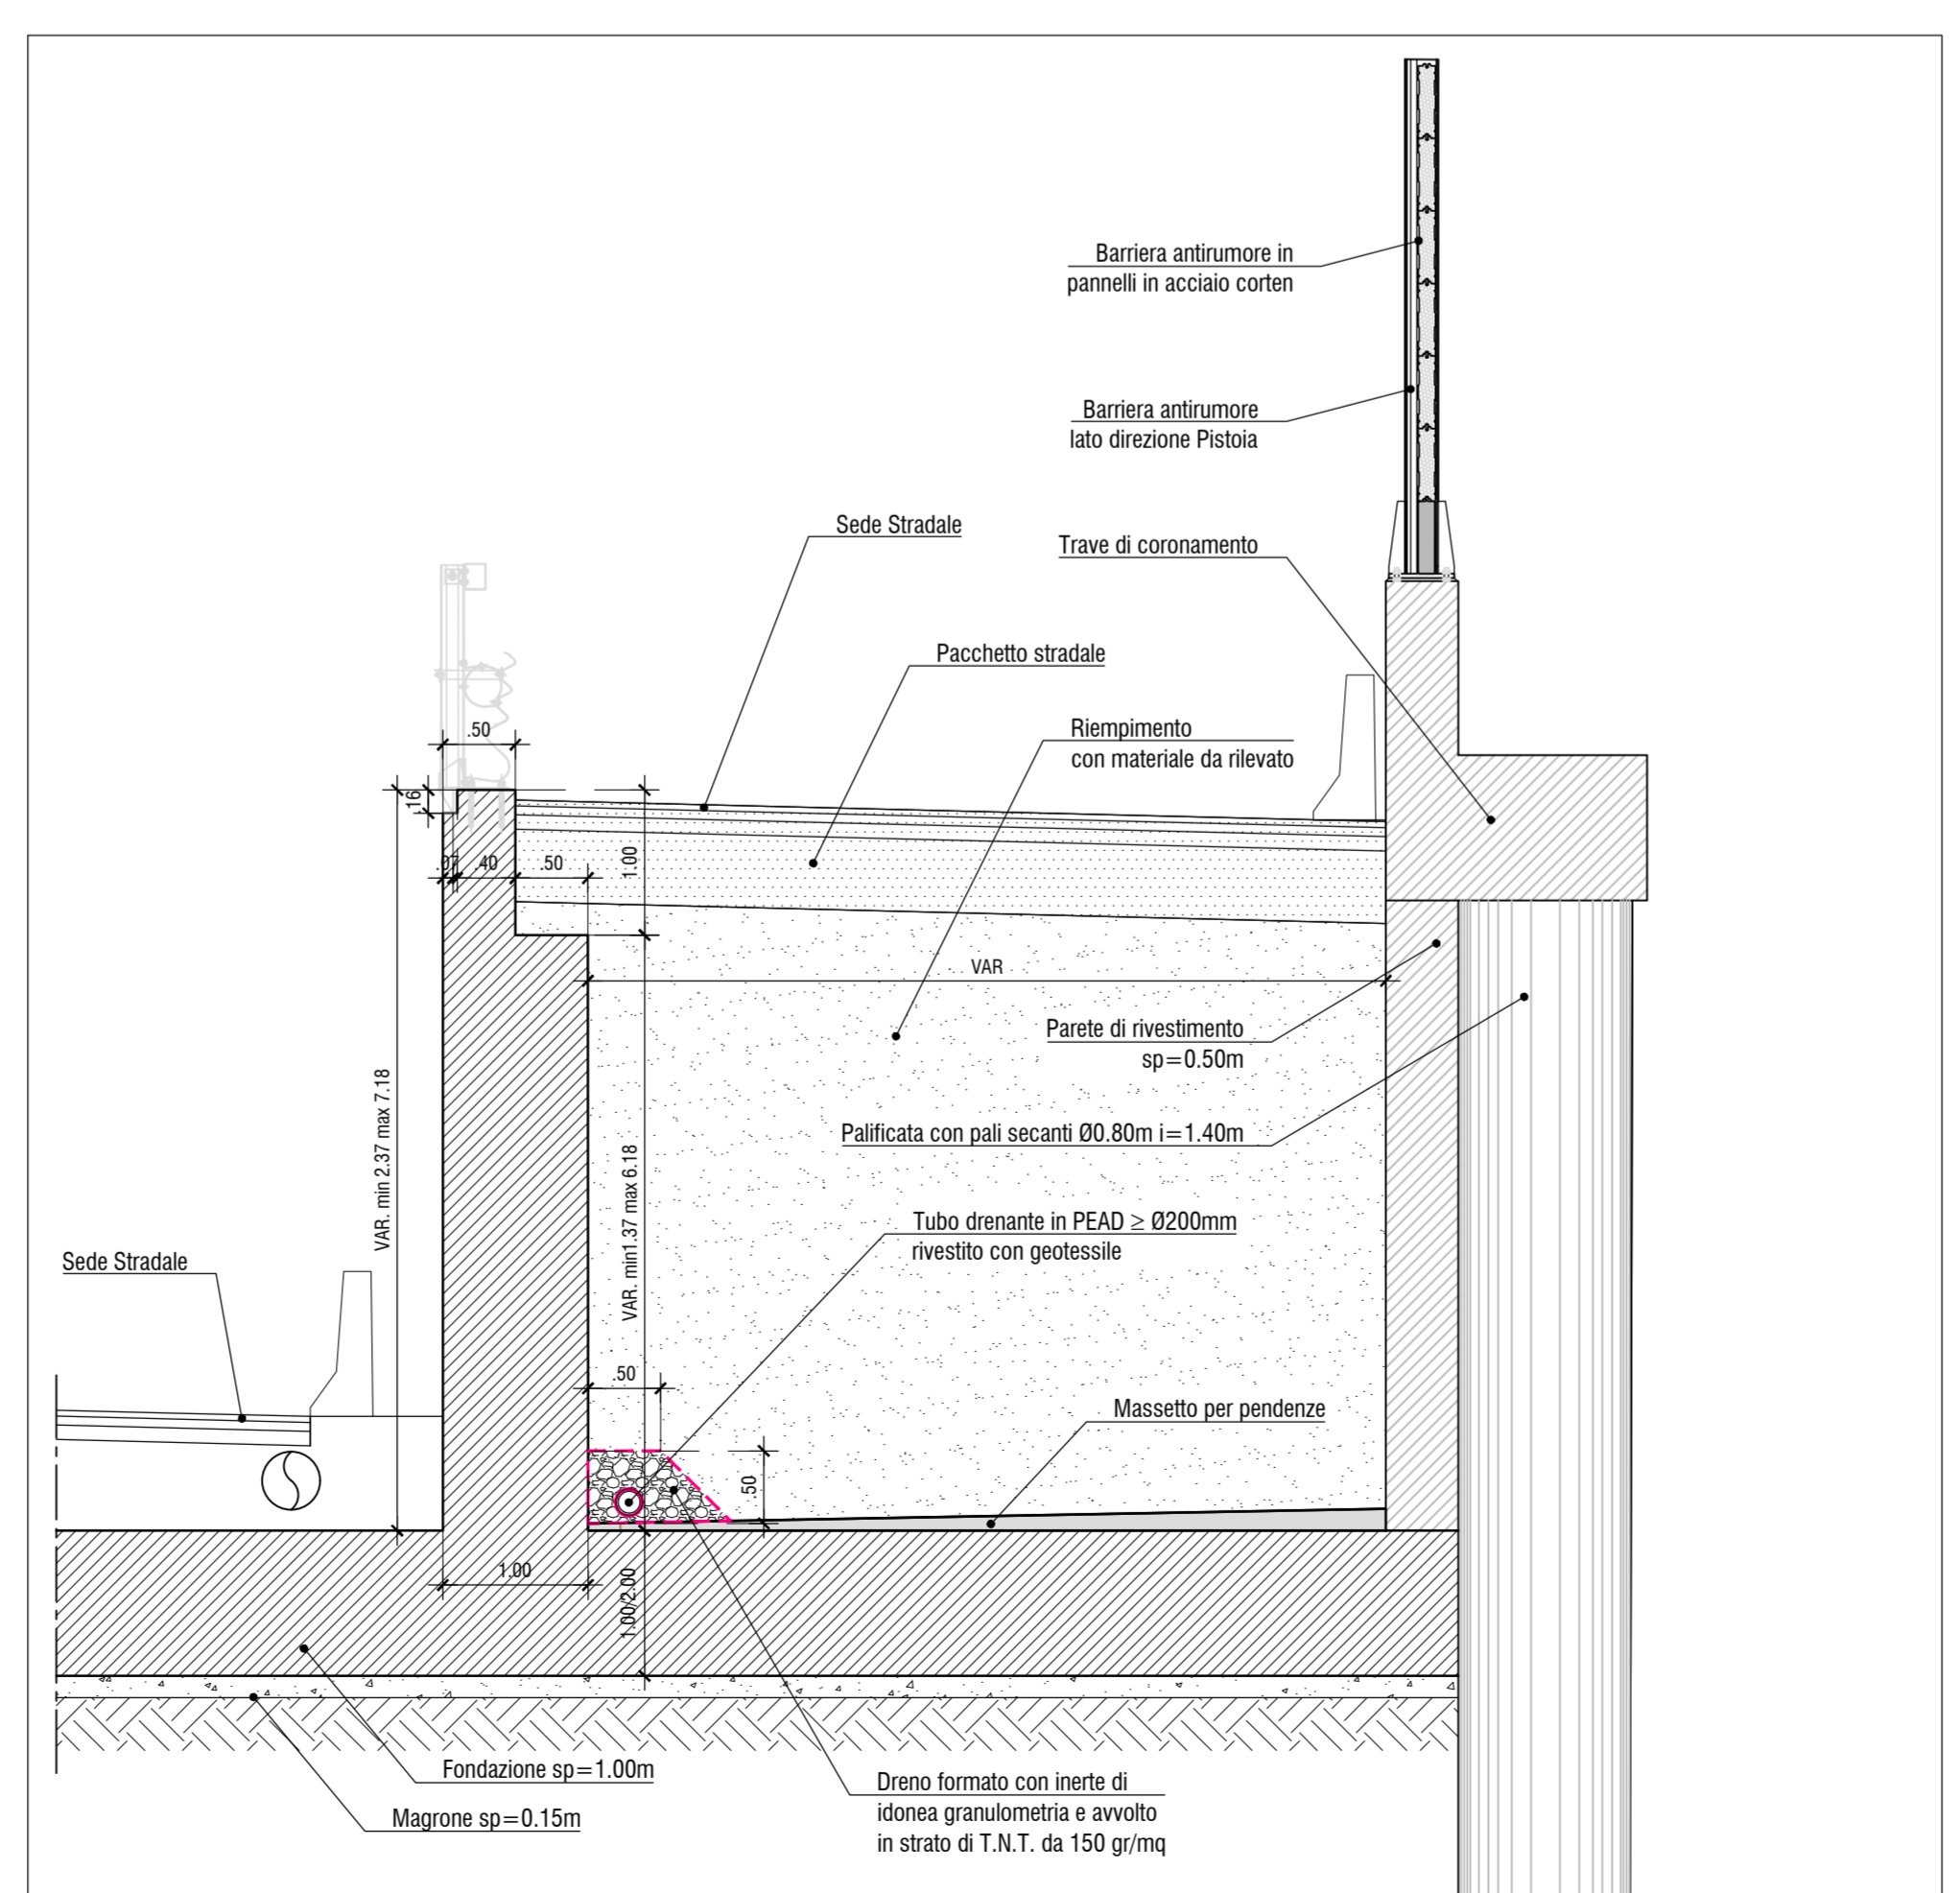 Barriera antirumore in
pannelli in acciaio corten
Barriera antirumore
lato direzione Pistoia
Sede Stradale
Trave di coronamento
Pacchetto stradale
Riempimento
con materiale da rilevato
.50
.16
.07
.40
.50
1.00
VAR
Parete di rivestimento
sp=0.50m
Palificata con pali secanti Ø0.80m i=1.40m
VAR. min 2.37 max 7.18
VAR. min1.37 max 6.18
Tubo drenante in PEAD ≥ Ø200mm
rivestito con geotessile
Sede Stradale
.50
Massetto per pendenze
.50
1.00
1.00/2.00
Fondazione sp=1.00m
Magrone sp=0.15m
Dreno formato con inerte di
idonea granulometria e avvolto
in strato di T.N.T. da 150 gr/mq